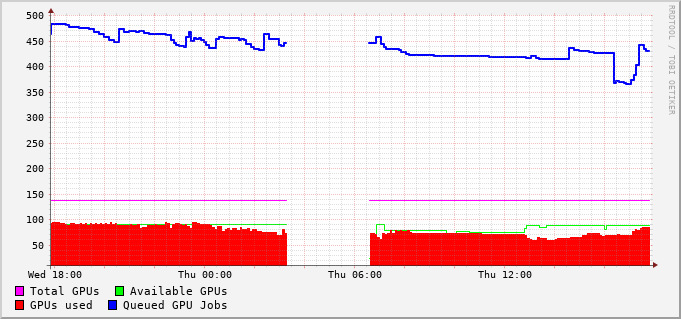 500
450
400
350
300
250
200
150
100
50
Wed 18:00 Thu 00:00 Thu 06:00 Thu 12:00
Total GPUs Available GPUs
GPUs used Queued GPU Jobs
RRDTOOL / TOBI OETIKER